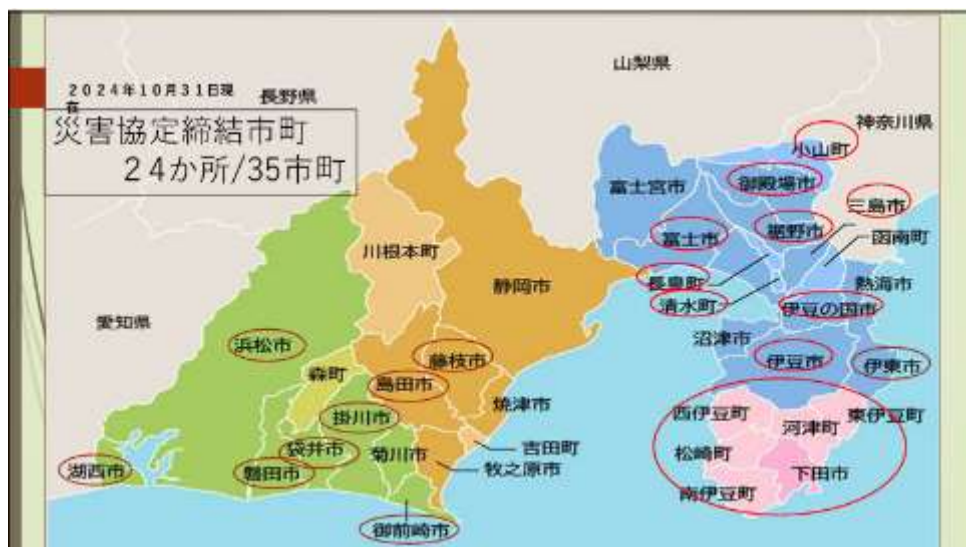 2024年10月31日現
在
災害協定締結市町
24か所/35市町
長野県
山梨県
神奈川県
小山町
御殿場市
富士宮市
三島市
裾野市
富士市
函南町
川根本町
長泉町
熱海市
静岡市
清水町
伊豆の国市
愛知県
沼津市
浜松市
藤枝市
伊豆市
伊東市
森町
島田市
焼津市
掛川市
西伊豆町
東伊豆町
河津町
袋井市
菊川市
吉田町
松崎町
湖西市
磐田市
牧之原市
下田市
南伊豆町
御前崎市